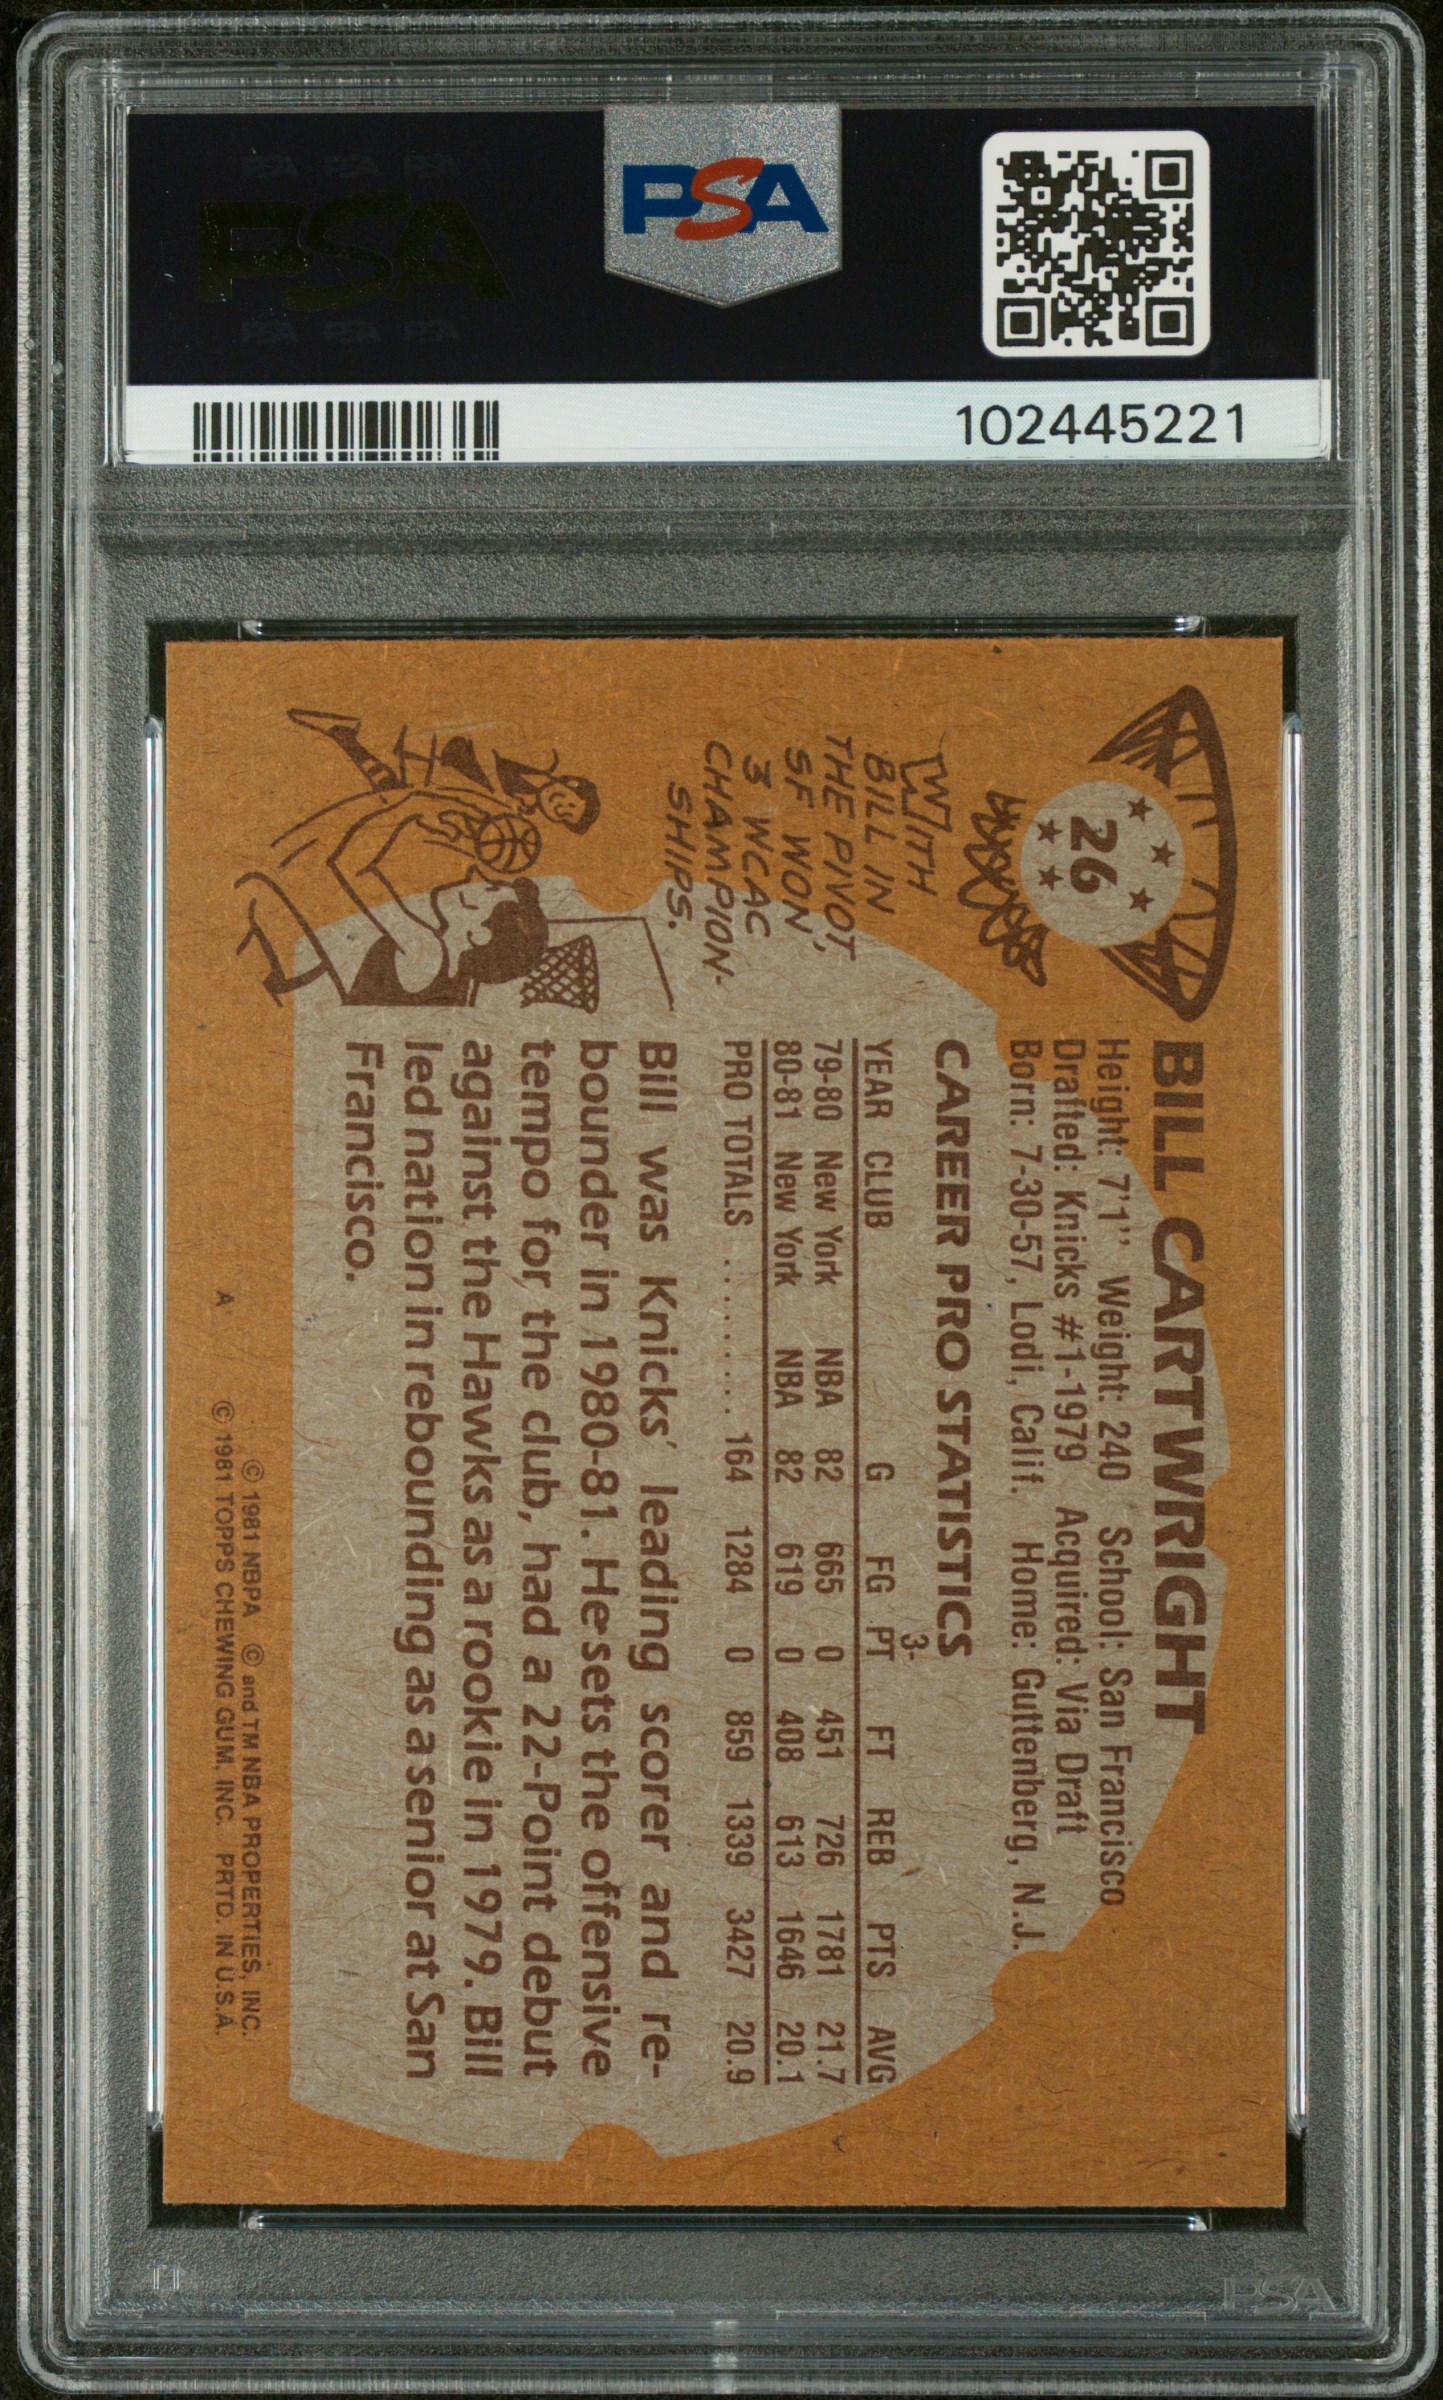 PSA PSA PSA
PSA
PSA PSA PSA
PSA
102445221
26
WITH
BILL IN
THE PIVOT,
SF WON
3 WCAC
CHAMPION-
SHIPS.
BILL CARTWRIGHT
Height: 7'1" Weight: 240 School: San Francisco
Drafted: Knicks #1-1979 Acquired: Via Draft
Born: 7-30-57, Lodi, Calif. Home: Guttenberg, N.J.
CAREER PRO STATISTICS
3-
YEAR CLUB G FG PT FT REB PTS AVG
79-80 New York NBA 82 665 0 451 726 1781 21.7
80-81 New York NBA 82 619 0 408 613 1646 20.1
PRO TOTALS ........ 164 1284 0 859 1339 3427 20.9
Bill was Knicks' leading scorer and re-
bounder in 1980-81. He sets the offensive
tempo for the club, had a 22-Point debut
against the Hawks as a rookie in 1979. Bill
led nation in rebounding as a senior at San
Francisco.
© 1981 NBPA © and TM NBA PROPERTIES, INC.
A © 1981 TOPPS CHEWING GUM, INC. PRTD. IN U.S.A.
PSA